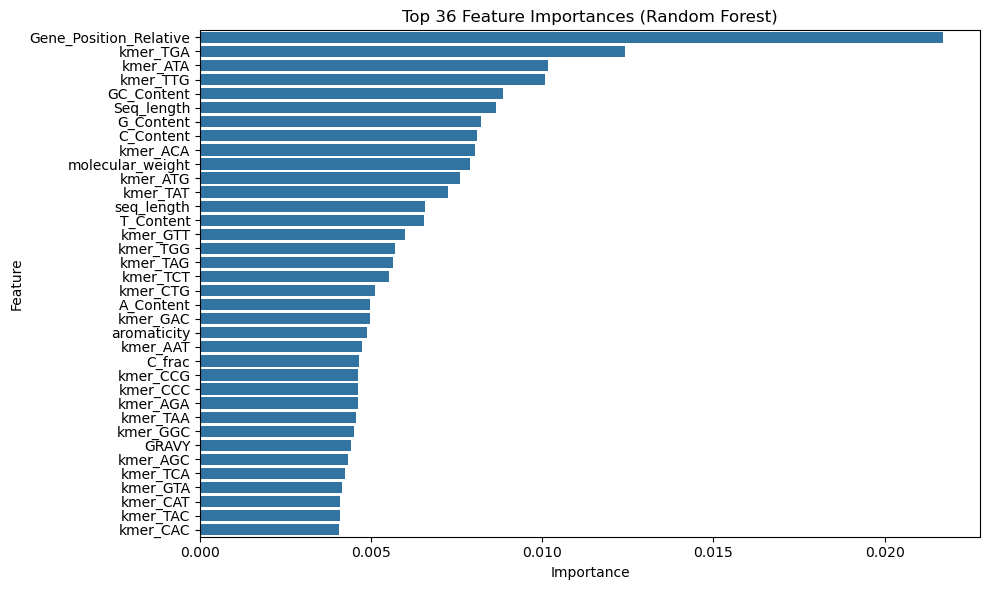 Top 36 Feature Importances (Random Forest)
Gene_Position_Relative
kmer_TGA
kmer_ATA
kmer_TTG
GC_Content
Seq_length
G_Content
C_Content
kmer_ACA
molecular_weight
kmer_ATG
kmer_TAT
seq_length
T_Content
kmer_GTT
kmer_TGG
kmer_TAG
kmer_TCT
kmer_CTG
A_Content
kmer_GAC
aromaticity
kmer_AAT
C_frac
kmer_CCG
kmer_CCC
kmer_AGA
kmer_TAA
kmer_GGC
GRAVY
kmer_AGC
kmer_TCA
kmer_GTA
kmer_CAT
kmer_TAC
kmer_CAC
Feature
0.000 0.005 0.010 0.015 0.020
Importance